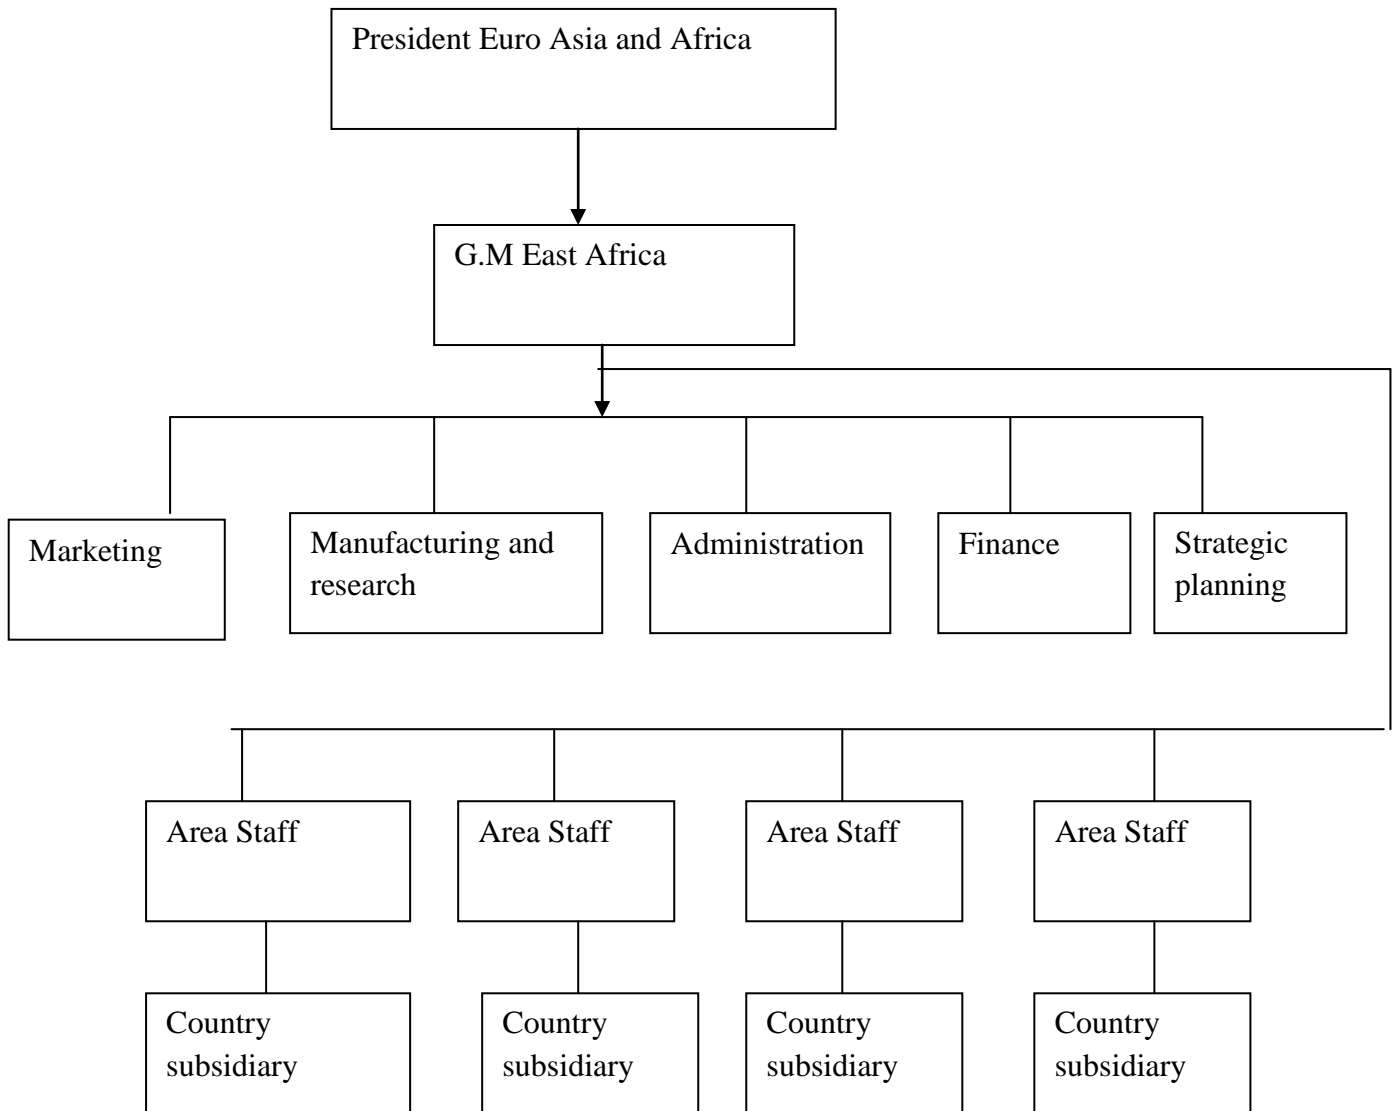 President Euro Asia and Africa
G.M East Africa
Marketing
Manufacturing and
research
Administration
Finance
Strategic
planning
Area Staff
Area Staff
Area Staff
Area Staff
Country
subsidiary
Country
subsidiary
Country
subsidiary
Country
subsidiary